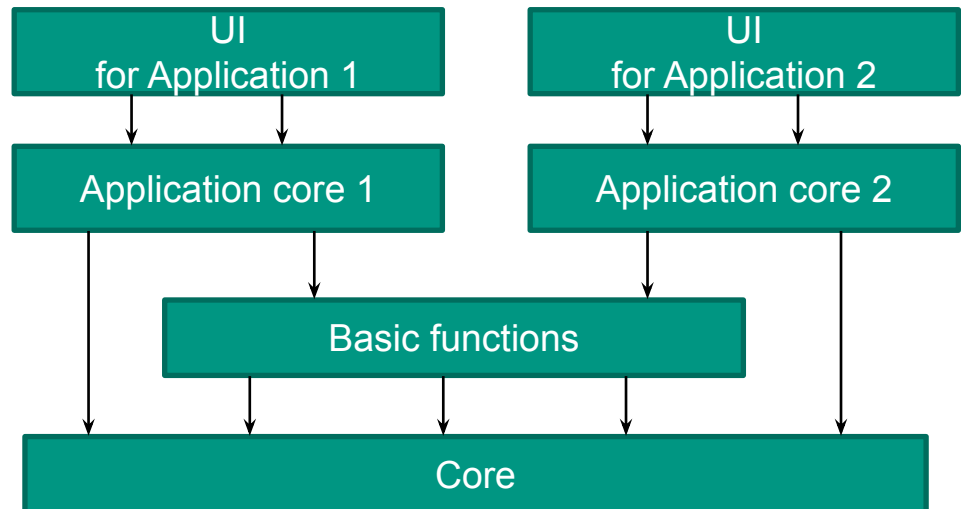 UI
for Application 1
UI
for Application 2
Application core 1
Application core 2
Basic functions
Core